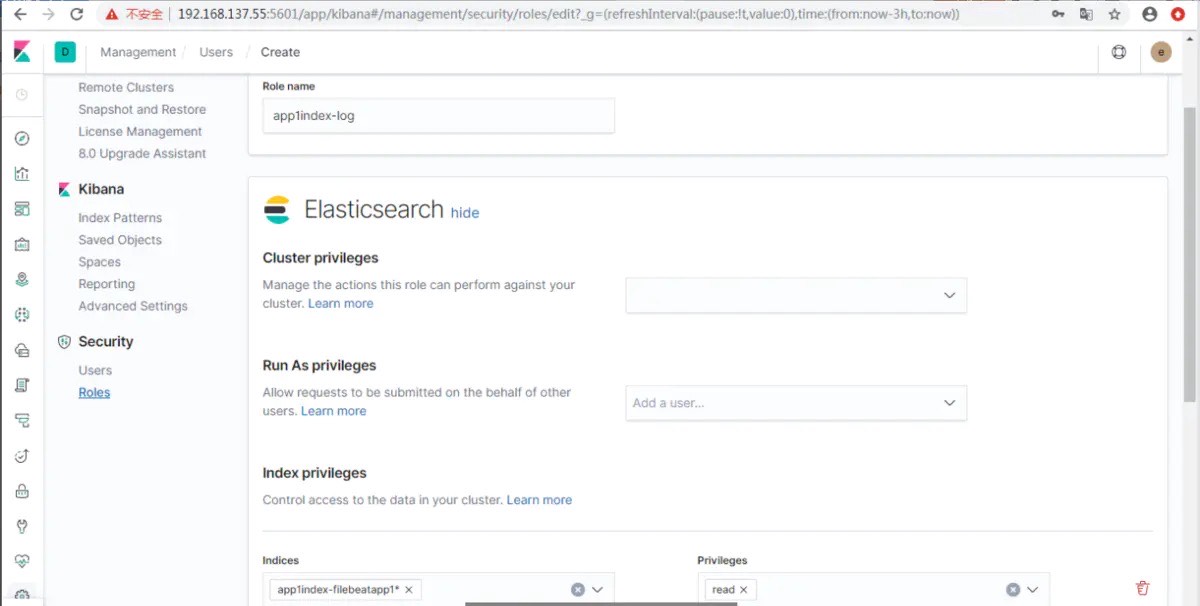 不安全 192.168.137.55:5601/app/kibana#/management/security/roles/edit?_g=(refreshInterval:(pause:!t,value:0),time:(from:now-3h,to:now))
D Management / Users / Create e
Remote Clusters
Snapshot and Restore
License Management
8.0 Upgrade Assistant
Kibana
Index Patterns
Saved Objects
Spaces
Reporting
Advanced Settings
Security
Users
Roles
Role name
app1index-log
Elasticsearch hide
Cluster privileges
Manage the actions this role can perform against your
cluster. Learn more
Run As privileges
Allow requests to be submitted on the behalf of other
users. Learn more
Add a user...
Index privileges
Control access to the data in your cluster. Learn more
Indices
app1index-filebeatapp1*
Privileges
read